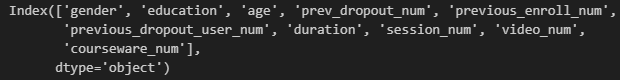 Index(['gender', 'education', 'age', 'prev_dropout_num', 'previous_enroll_num',
'previous_dropout_user_num', 'duration', 'session_num', 'video_num',
'courseware_num'],
dtype='object')